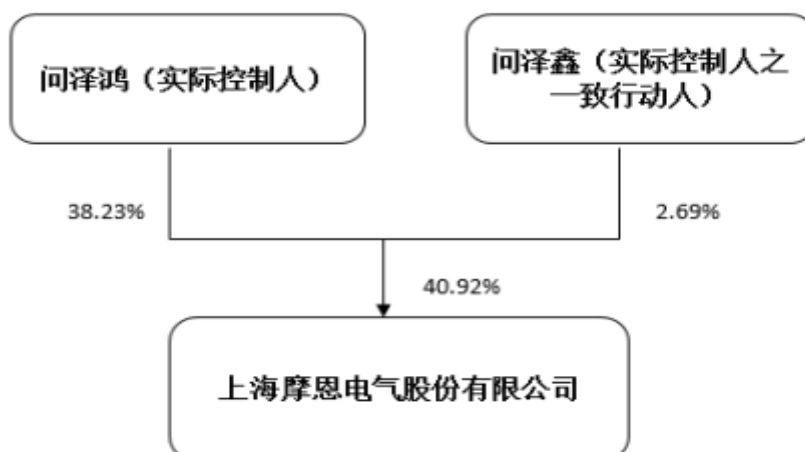 问泽鸿（实际控制人）
问泽鑫（实际控制人之
一致行动人）
38.23%
2.69%
40.92%
上海摩恩电气股份有限公司